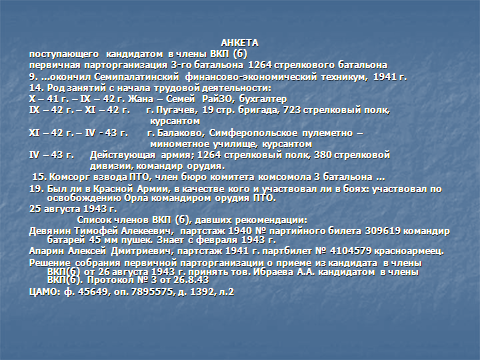 АНКЕТА
поступающего кандидатом в члены ВКП (б)
первичная парторганизация 3-го батальона 1264 стрелкового батальона
9. ...окончил Семипалатинский финансово-экономический техникум, 1941 г.
14. Род занятий с начала трудовой деятельности:
X – 41 г. – IX – 42 г. Жана – Семей РайЗО, бухгалтер
IX – 42 г. – XI – 42 г. г. Пугачев, 19 стр. бригада, 723 стрелковый полк,
курсантом
XI – 42 г. – IV - 43 г. г. Балаково, Симферопольское пулеметно –
минометное училище, курсантом
IV – 43 г. Действующая армия; 1264 стрелковый полк, 380 стрелковой
дивизии, командир орудия.
15. Комсорг взвода ПТО, член бюро комитета комсомола 3 батальона ...
19. Был ли в Красной Армии, в качестве кого и участвовал ли в боях: участвовал по
освобождению Орла командиром орудия ПТО.
25 августа 1943 г.
Список членов ВКП (б), давших рекомендации:
Девянин Тимофей Алекеевич, партстаж 1940 № партийного билета 309619 командир
батарей 45 мм пушек. Знает с февраля 1943 г.
Апарин Алексей Дмитриевич, партстаж 1941 г. партбилет № 4104579 красноармеец.
Решение собрания первичной парторганизации о приеме из кандидата в члены
ВКП(б) от 26 августа 1943 г. принять тов. Ибраева А.А. кандидатом в члены
ВКП(б). Протокол № 3 от 26.8.43
ЦАМО: ф. 45649, оп. 7895575, д. 1392, л.2